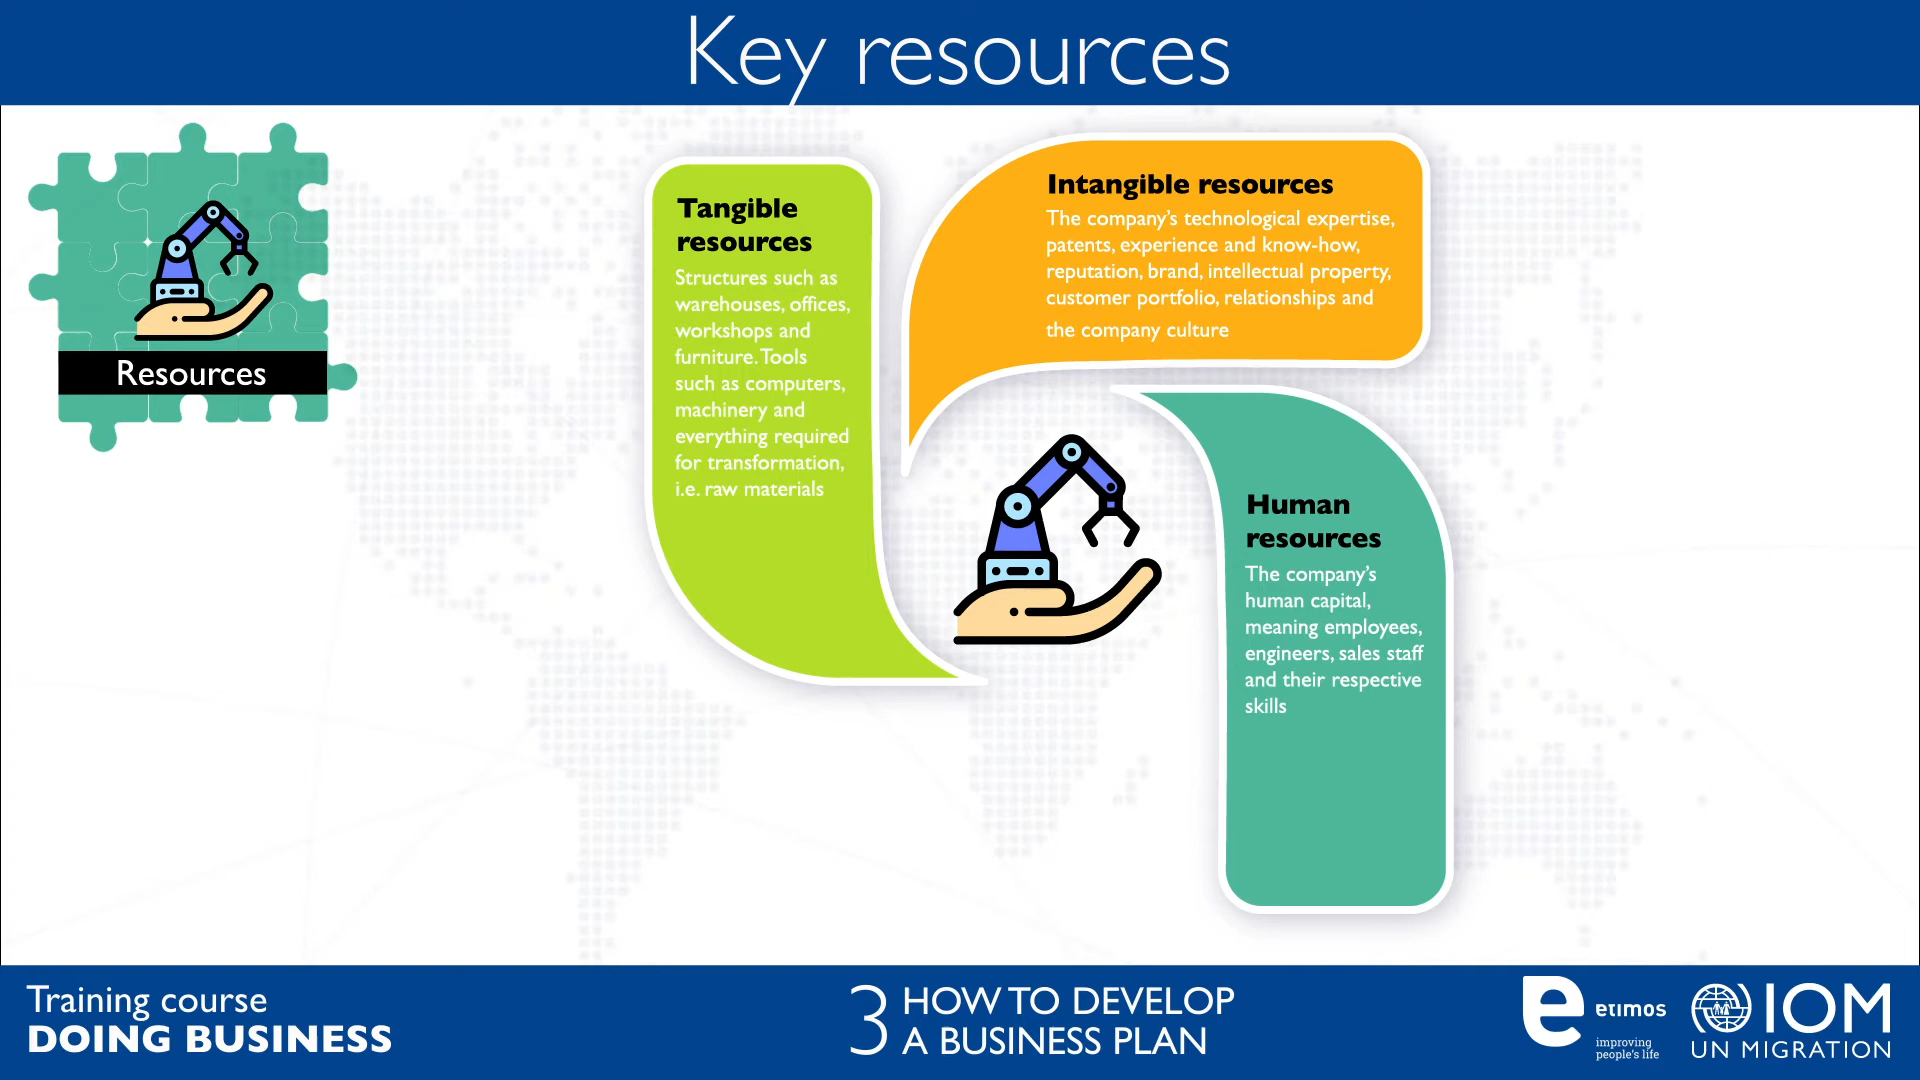 Key resources
Resources
Tangible
resources
Structures such as
warehouses, offices,
workshops and
furniture. Tools
such as computers,
machinery and
everything required
for transformation,
i.e. raw materials
Intangible resources
The company's technological expertise,
patents, experience and know-how,
reputation, brand, intellectual property,
customer portfolio, relationships and
the company culture
Human
resources
The company's
human capital,
meaning employees,
engineers, sales staff
and their respective
skills
Training course
DOING BUSINESS
3 HOW TO DEVELOP
A BUSINESS PLAN
e etimos
improving
people's life
IOM
UN MIGRATION